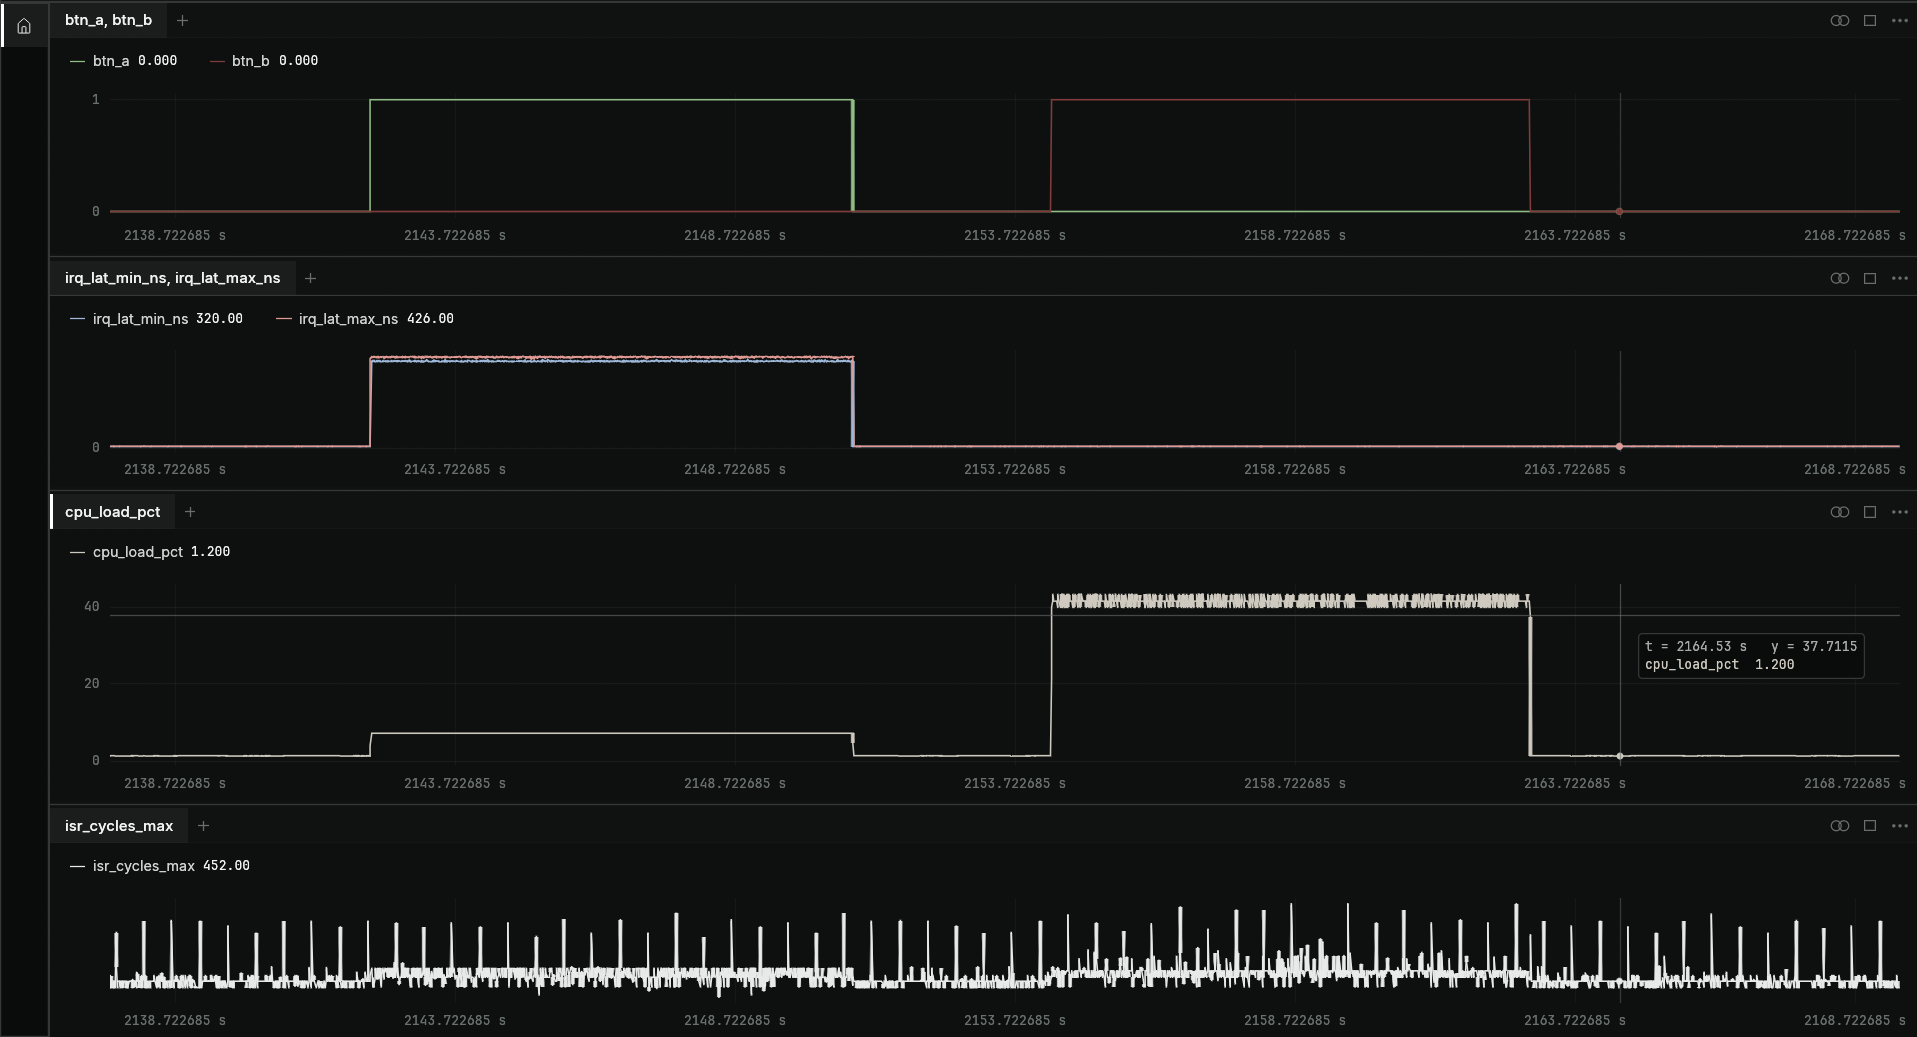 btn_a, btn_b
btn_a 0.000 btn_b 0.000
1
0
2138.722685 s 2143.722685 s 2148.722685 s 2153.722685 s 2158.722685 s 2163.722685 s 2168.722685 s
irq_lat_min_ns, irq_lat_max_ns
irq_lat_min_ns 320.00 irq_lat_max_ns 426.00
0
2138.722685 s 2143.722685 s 2148.722685 s 2153.722685 s 2158.722685 s 2163.722685 s 2168.722685 s
cpu_load_pct
cpu_load_pct 1.200
40
t = 2164.53 s y = 37.7115
cpu_load_pct 1.200
20
0
2138.722685 s 2143.722685 s 2148.722685 s 2153.722685 s 2158.722685 s 2163.722685 s 2168.722685 s
isr_cycles_max
isr_cycles_max 452.00
2138.722685 s 2143.722685 s 2148.722685 s 2153.722685 s 2158.722685 s 2163.722685 s 2168.722685 s